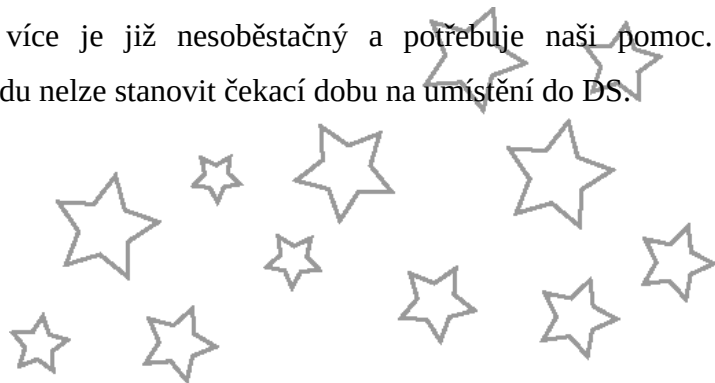 více je již nesoběstačný a potřebuje naši pomoc.
du nelze stanovit čekací dobu na umístění do DS.